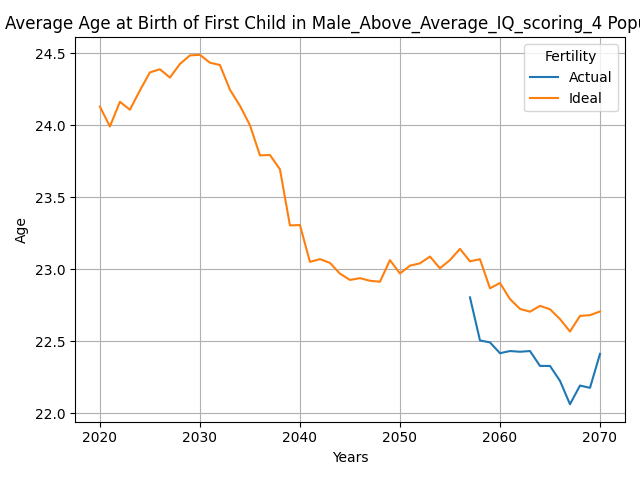 Average Age at Birth of First Child in Male_Above_Average_IQ_scoring_4 Popu
Fertility
Actual
Ideal
24.5
24.0
23.5
23.0
22.5
22.0
Age
2020
2030
2040
2050
2060
2070
Years